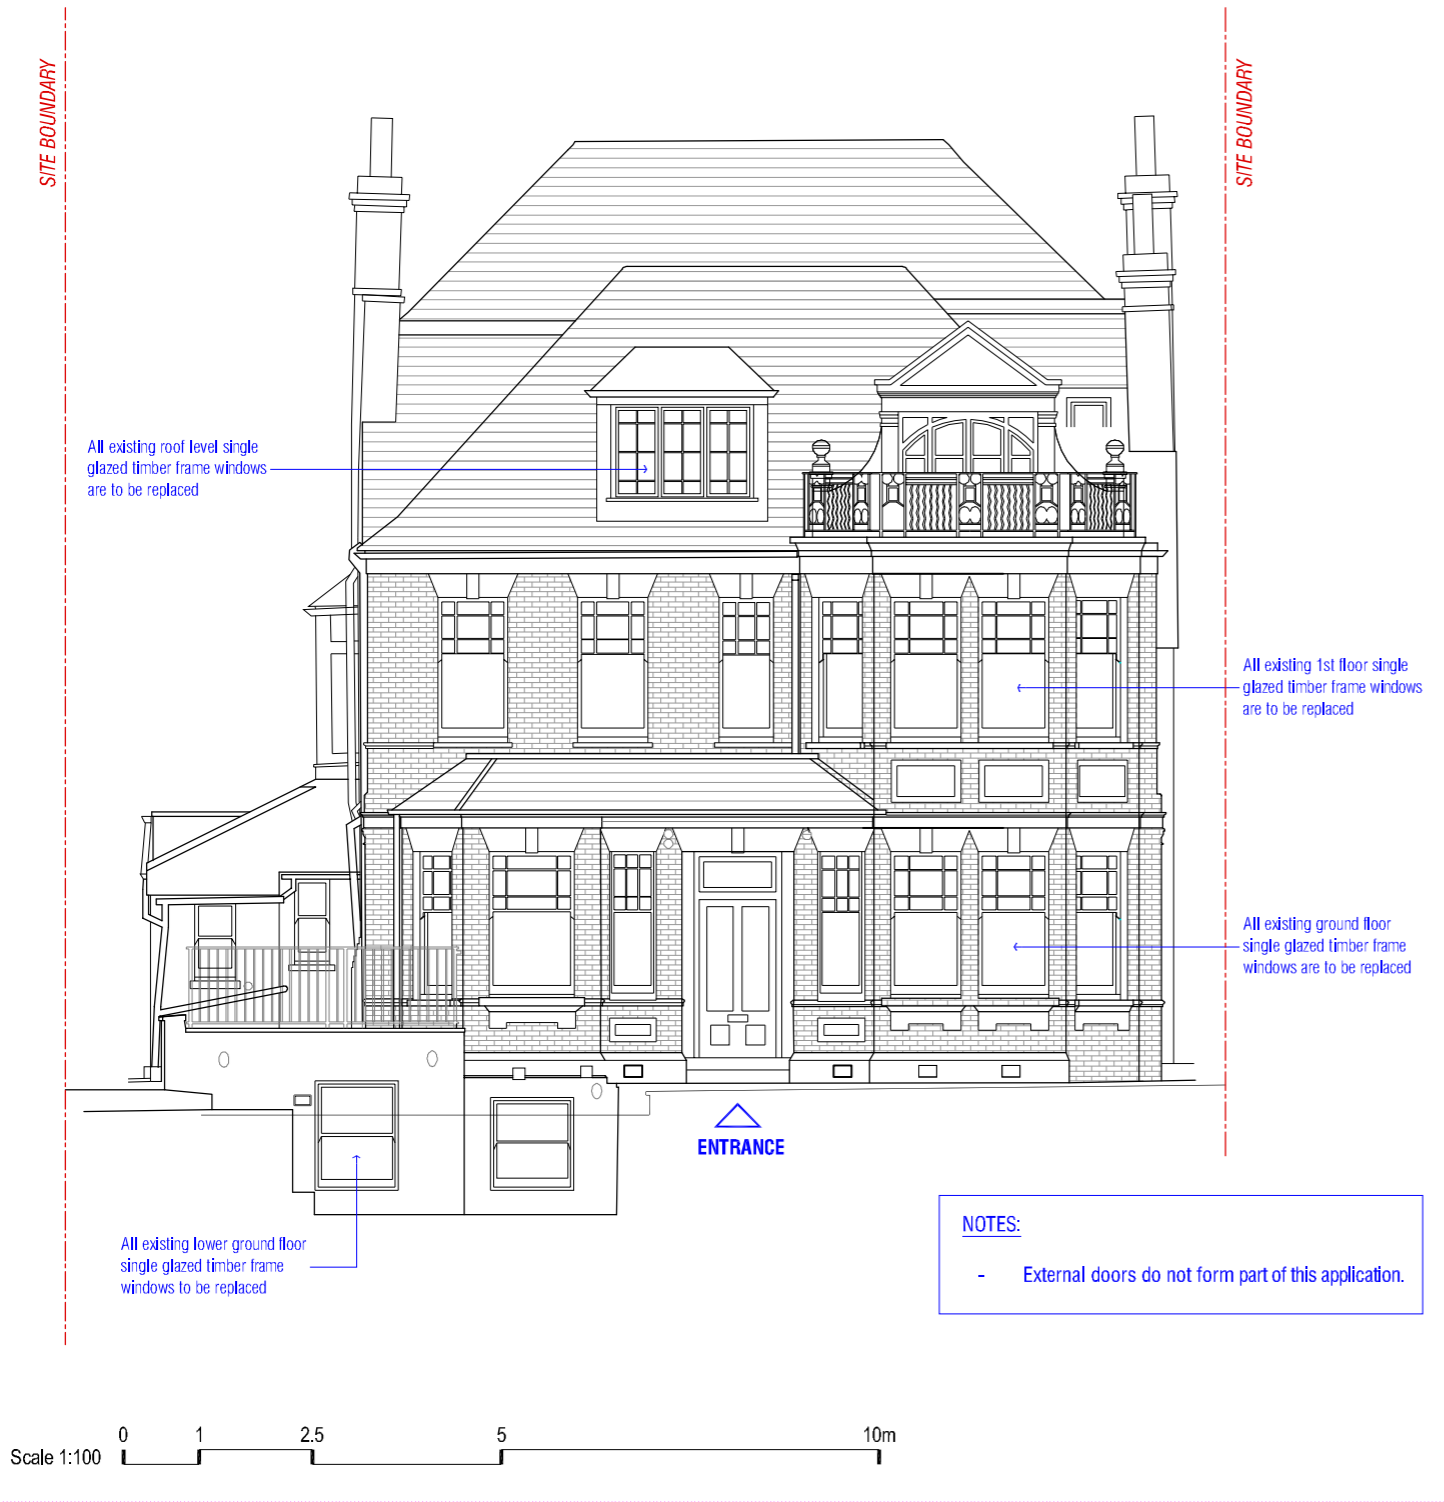 SITE BOUNDARY
SITE BOUNDARY
All existing roof level single
glazed timber frame windows
are to be replaced
All existing 1st floor single
glazed timber frame windows
are to be replaced
All existing ground floor
single glazed timber frame
windows are to be replaced
ENTRANCE
All existing lower ground floor
single glazed timber frame
windows to be replaced
NOTES:
- External doors do not form part of this application.
Scale 1:100 0 1 2.5 5 10m